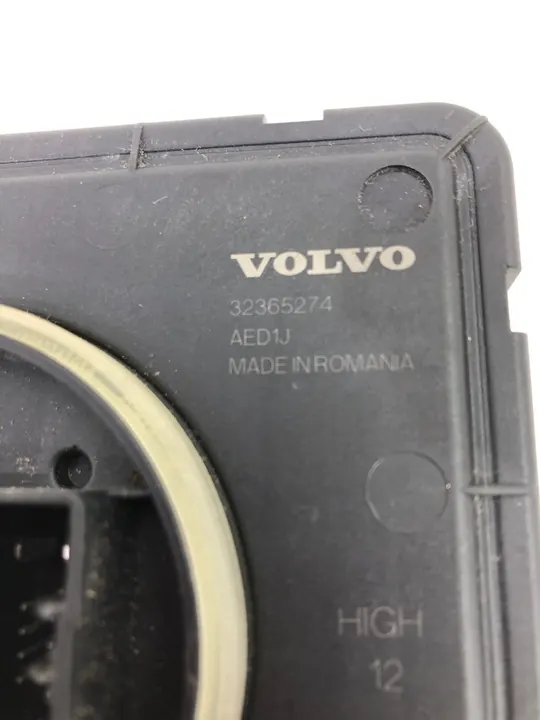 VOLVO
32365274
AED1J
MADE IN ROMANIA
HIGH
12